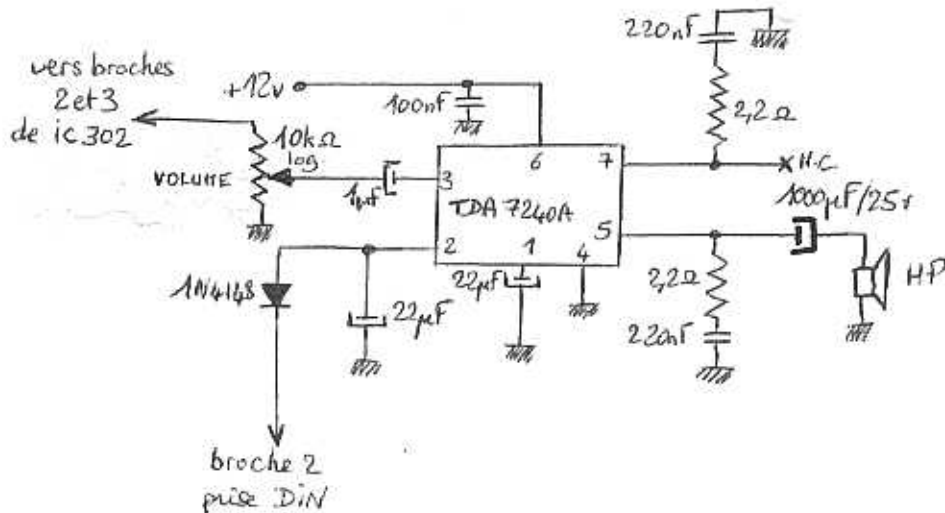 vers broches
2 et 3
de ic 302
+12v
100nF
220nF
2,2Ω
10kΩ
log
VOLUME
1µF
3
6
7
TDA 7240A
2
1
4
5
N.C.
1000µF/25v
HP
1N4148
22µF
22µF
2,2Ω
220nF
broche 2
prise DiN